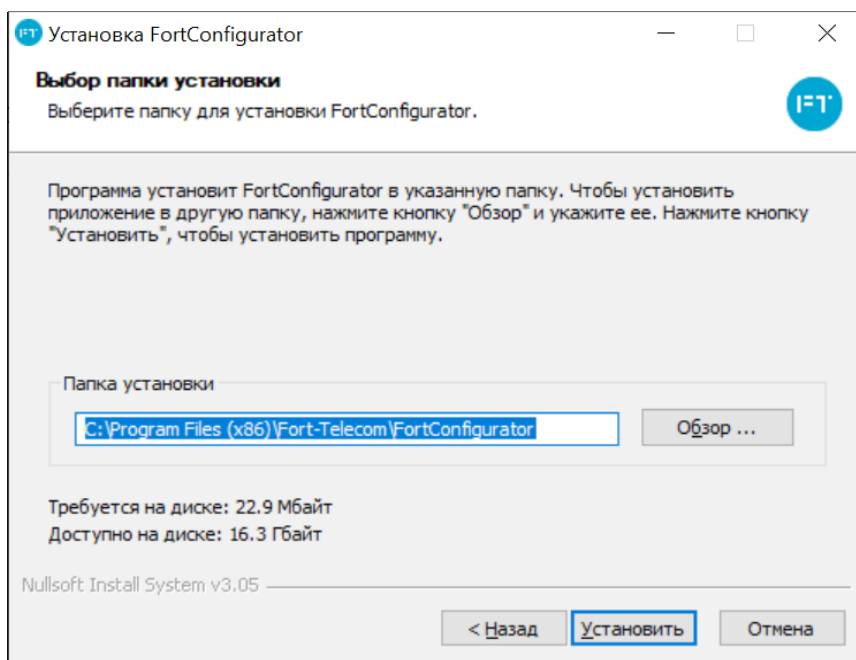 Установка FortConfigurator
Выбор папки установки
Выберите папку для установки FortConfigurator.
FT
Программа установит FortConfigurator в указанную папку. Чтобы установить
приложение в другую папку, нажмите кнопку "Обзор" и укажите ее. Нажмите кнопку
"Установить", чтобы установить программу.
Папка установки
C:\Program Files (x86)\Fort-Telecom\FortConfigurator
Обзор ...
Требуется на диске: 22.9 Мбайт
Доступно на диске: 16.3 Гбайт
Nullsoft Install System v3.05
< Назад
Установить
Отмена